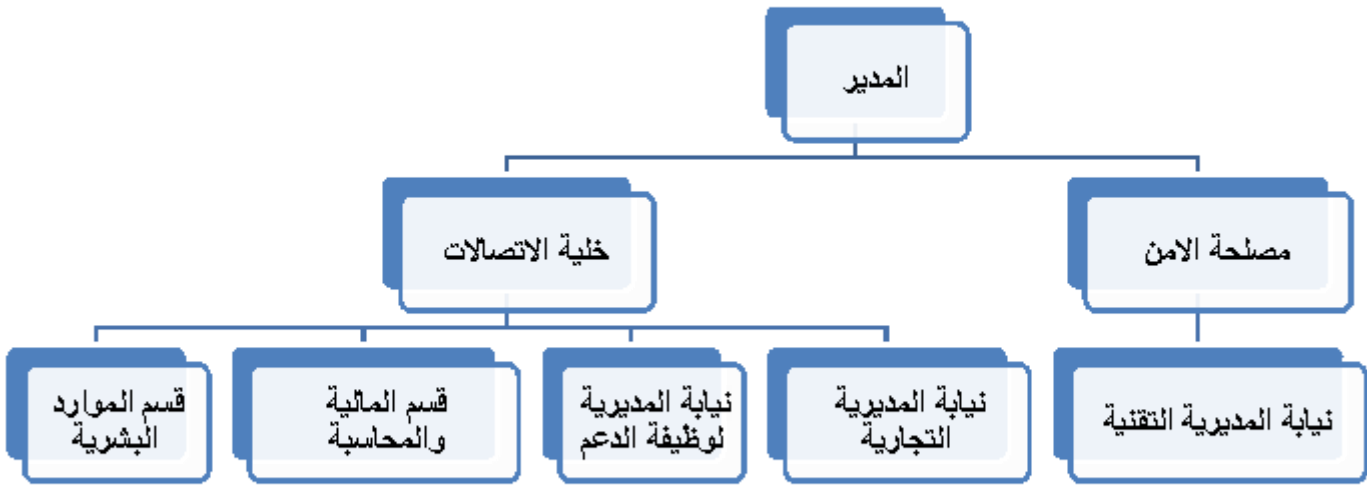 المدير
مصلحة الامن
خلية الاتصالات
نيابة المديرية التقنية
نيابة المديرية
التجارية
نيابة المديرية
لوظيفة الدعم
قسم المالية
والمحاسبة
قسم الموارد
البشرية